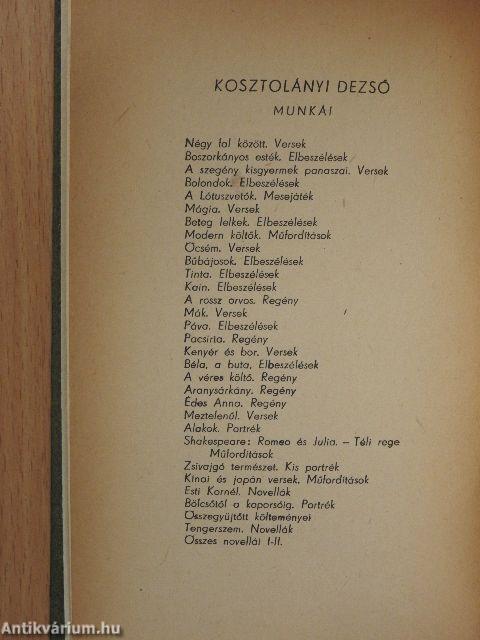 KOSZTOLÁNYI DEZSŐ
MUNKÁI
Négy fal között. Versek
Boszorkányos esték. Elbeszélések
A szegény kisgyermek panaszai. Versek
Bolondok. Elbeszélések
A Lótuszevők. Mesejáték
Mágia. Versek
Beteg lelkek. Elbeszélések
Modern költők. Műfordítások
Öcsém. Versek
Bűbájosok. Elbeszélések
Tinta. Elbeszélések
Kain. Elbeszélések
A rossz orvos. Regény
Mák. Versek
Páva. Elbeszélések
Pacsirta. Regény
Kenyér és bor. Versek
Béla, a buta, Elbeszélések
A véres költő. Regény
Aranysárkány. Regény
Édes Anna. Regény
Meztelenül. Versek
Alakok. Portrék
Shakespeare: Romeo és Julia. – Téli rege
Műfordítások
Zsivajgó természet. Kis portrék
Kínai és japán versek. Műfordítások
Esti Kornél. Novellák
Bölcsőtől a koporsóig. Portrék
Összegyűjtött költeményei
Tengerszem. Novellák
Összes novellái I-II.
Antikvárium.hu